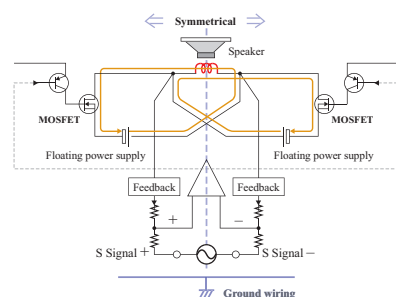 Symmetrical
Speaker
MOSFET
MOSFET
Floating power supply
Floating power supply
Feedback
Feedback
+
−
S Signal +
S Signal −
Ground wiring